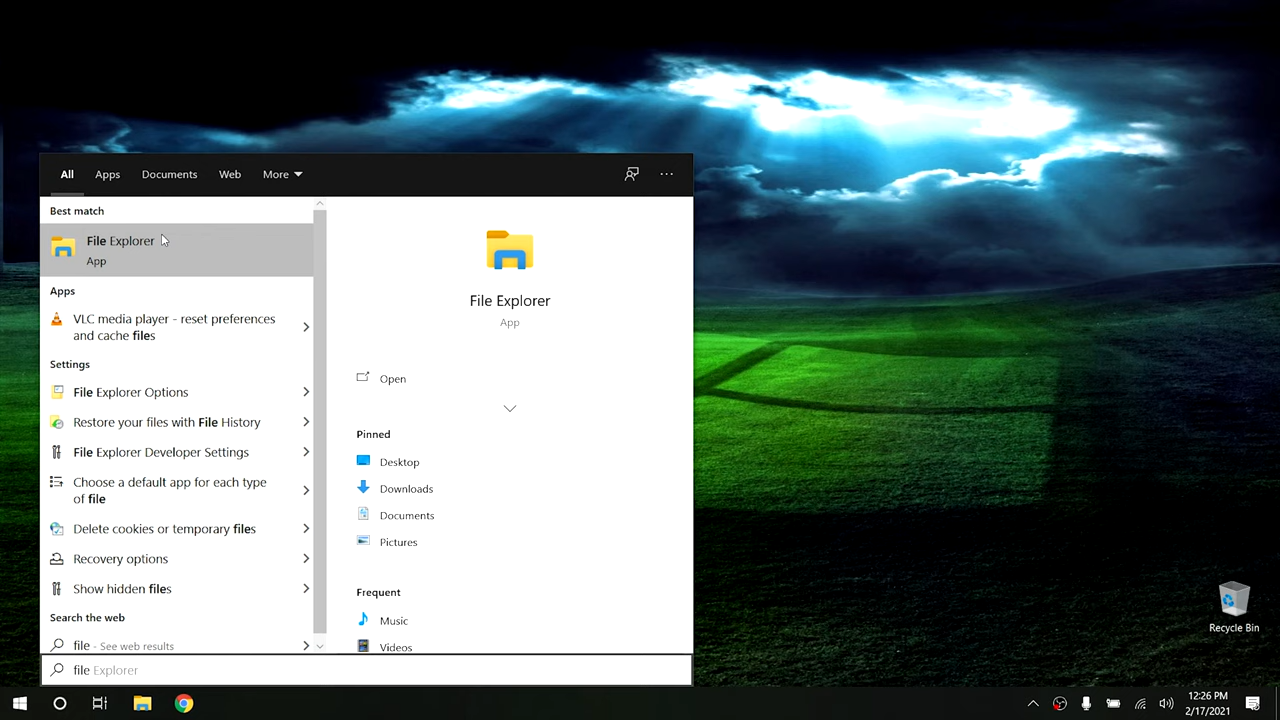 All
Apps
Documents
Web
More
Best match
File Explorer
App
Apps
VLC media player - reset preferences
and cache files
Settings
File Explorer Options
Restore your files with File History
File Explorer Developer Settings
Choose a default app for each type
of file
Delete cookies or temporary files
Recovery options
Show hidden files
Search the web
file - See web results
file Explorer
File Explorer
App
Open
Pinned
Desktop
Downloads
Documents
Pictures
Frequent
Music
Videos
Recycle Bin
12:26 PM
2/17/2021